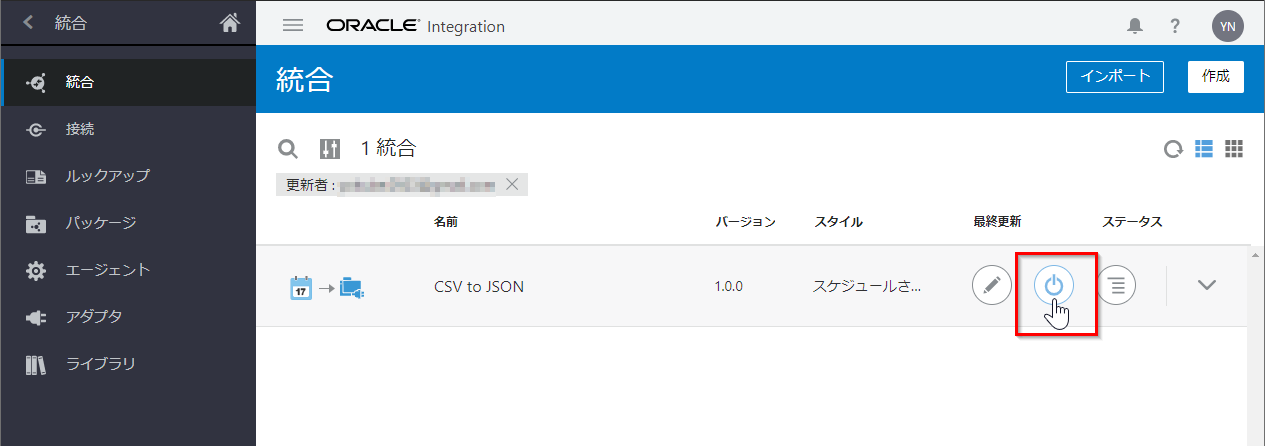 統合
ORACLE Integration
?
YN
統合
インポート
作成
統合
接続
ルックアップ
パッケージ
エージェント
アダプタ
ライブラリ
1 統合
更新者 :
名前
バージョン
スタイル
最終更新
ステータス
17
CSV to JSON
1.0.0
スケジュールさ...